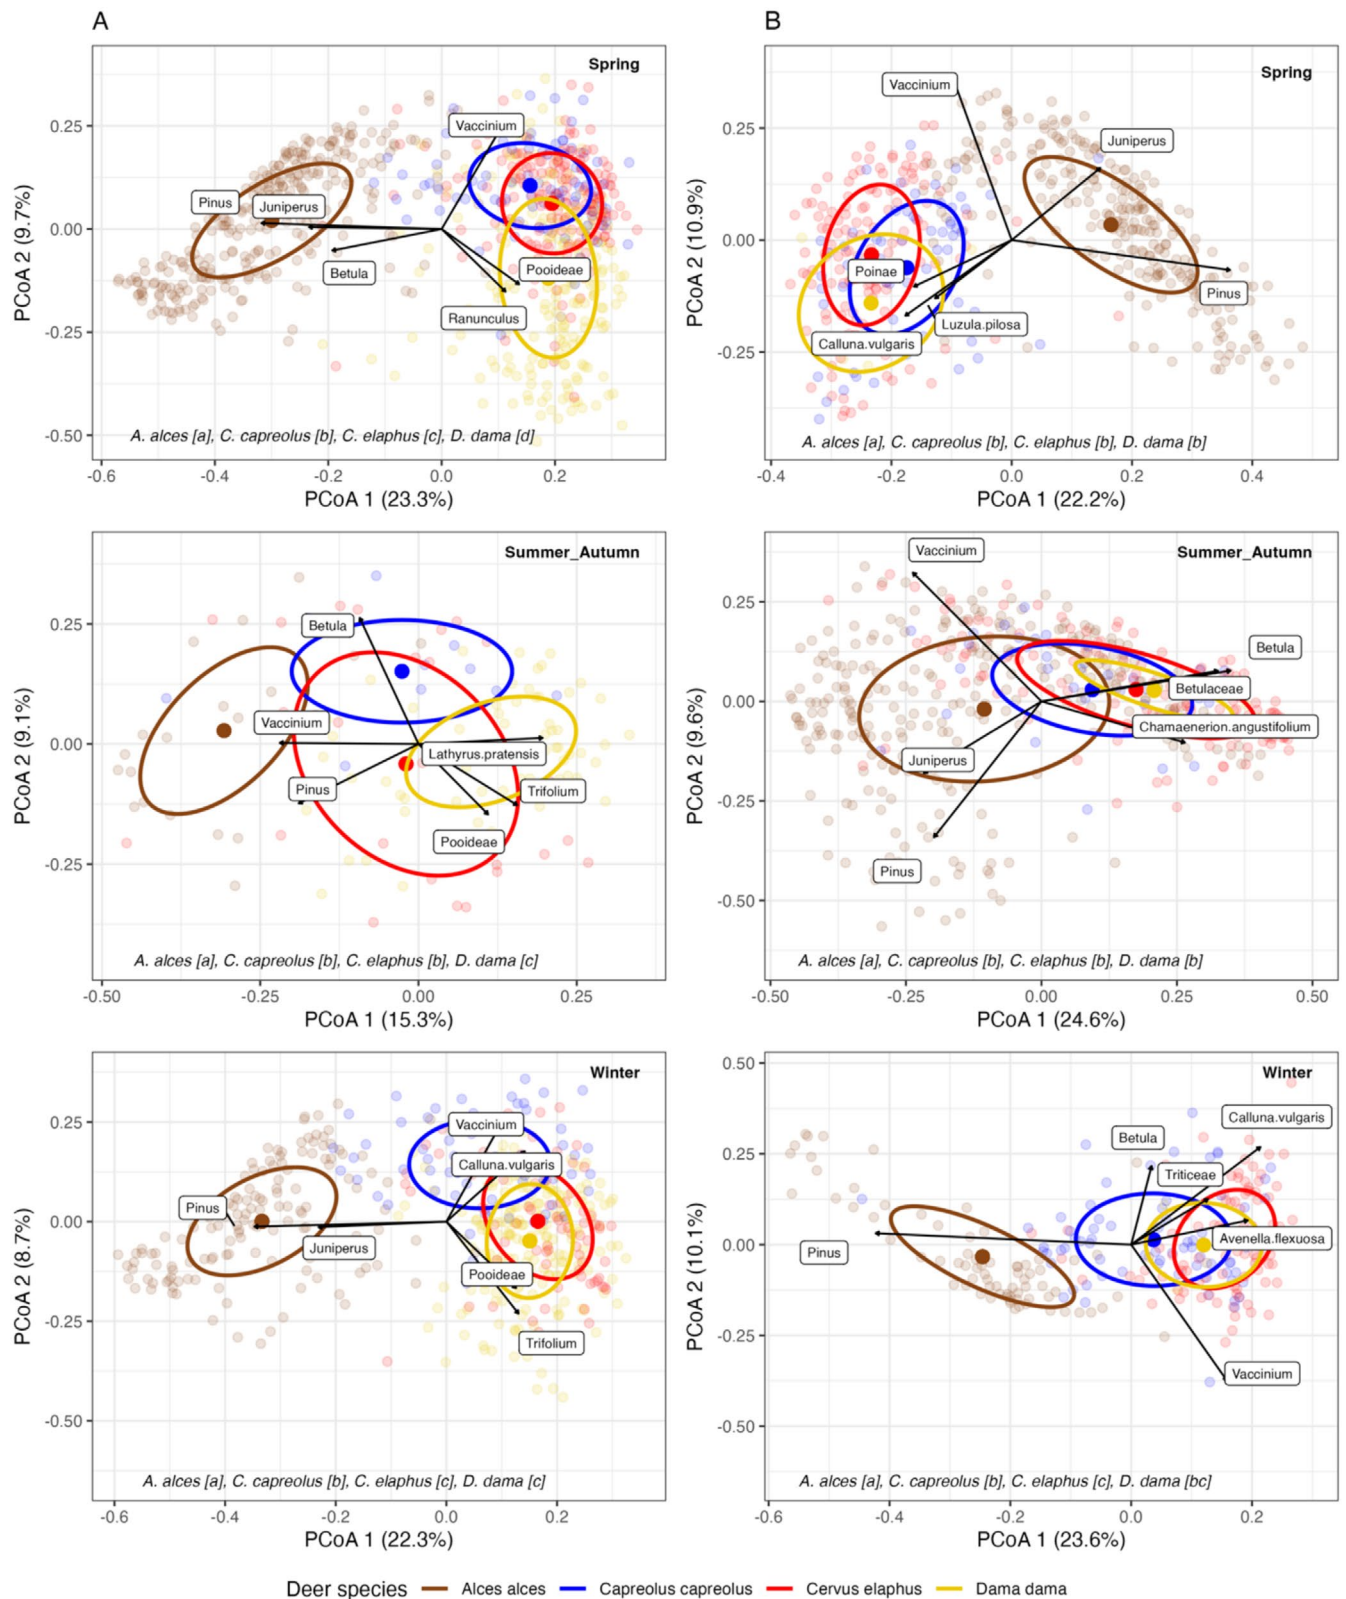 A
B
Spring
Vaccinium
Pinus
Juniperus
Betula
Pooideae
Ranunculus
A. alces [a], C. capreolus [b], C. elaphus [c], D. dama [d]
0.25
0.00
-0.25
-0.50
PCoA 2 (9.7%)
-0.6
-0.4
-0.2
0.0
0.2
PCoA 1 (23.3%)
Spring
Vaccinium
Juniperus
Poinae
Pinus
Luzula.pilosa
Calluna.vulgaris
A. alces [a], C. capreolus [b], C. elaphus [b], D. dama [b]
0.25
0.00
-0.25
PCoA 2 (10.9%)
-0.4
-0.2
0.0
0.2
0.4
PCoA 1 (22.2%)
Summer_Autumn
Betula
Vaccinium
Lathyrus.pratensis
Pinus
Trifolium
Pooideae
A. alces [a], C. capreolus [b], C. elaphus [b], D. dama [c]
0.25
0.00
-0.25
PCoA 2 (9.1%)
-0.50
-0.25
0.00
0.25
PCoA 1 (15.3%)
Summer_Autumn
Vaccinium
Betula
Betulaceae
Chamaenerion.angustifolium
Juniperus
Pinus
A. alces [a], C. capreolus [b], C. elaphus [b], D. dama [b]
0.25
0.00
-0.25
-0.50
PCoA 2 (9.6%)
-0.50
-0.25
0.00
0.25
0.50
PCoA 1 (24.6%)
Winter
Vaccinium
Calluna.vulgaris
Pinus
Juniperus
Pooideae
Trifolium
A. alces [a], C. capreolus [b], C. elaphus [c], D. dama [c]
0.25
0.00
-0.25
-0.50
PCoA 2 (8.7%)
-0.6
-0.4
-0.2
0.0
0.2
PCoA 1 (22.3%)
Winter
Calluna.vulgaris
Betula
Triticeae
Avenella.flexuosa
Pinus
Vaccinium
A. alces [a], C. capreolus [b], C. elaphus [c], D. dama [bc]
0.50
0.25
0.00
-0.25
-0.50
PCoA 2 (10.1%)
-0.6
-0.4
-0.2
0.0
0.2
PCoA 1 (23.6%)
Deer species Alces alces Capreolus capreolus Cervus elaphus Dama dama